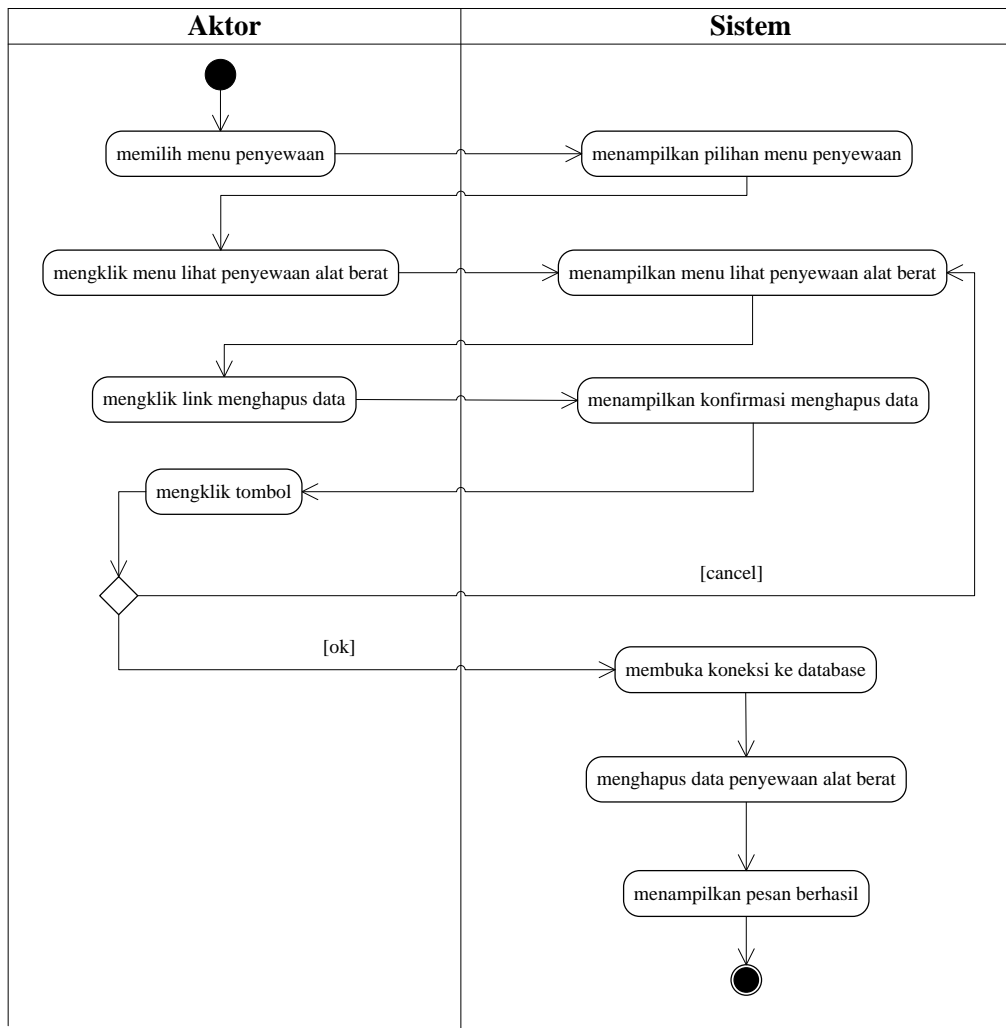 Aktor
Sistem
memilih menu penyewaan
menampilkan pilihan menu penyewaan
mengklik menu lihat penyewaan alat berat
menampilkan menu lihat penyewaan alat berat
mengklik link menghapus data
menampilkan konfirmasi menghapus data
mengklik tombol
[cancel]
[ok]
membuka koneksi ke database
menghapus data penyewaan alat berat
menampilkan pesan berhasil